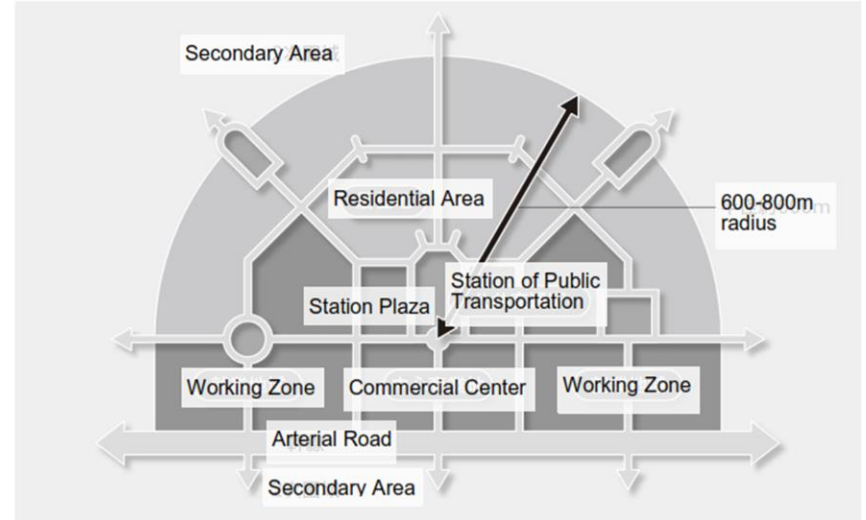 Secondary Area
Residential Area
600-800m
radius
Station of Public
Transportation
Station Plaza
Working Zone
Commercial Center
Working Zone
Arterial Road
Secondary Area